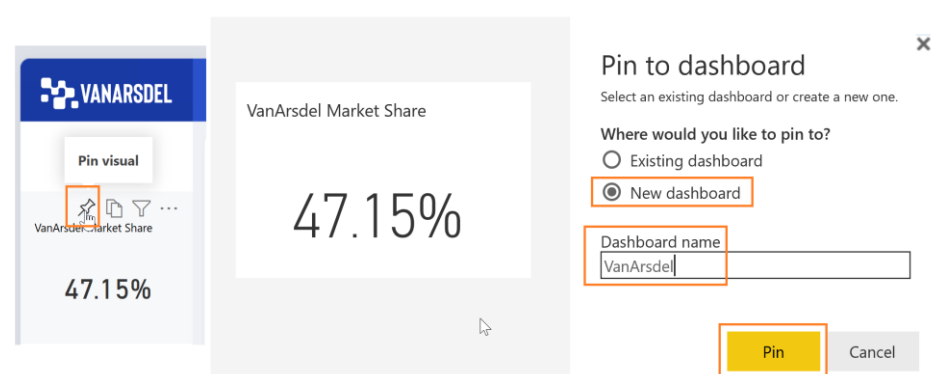 VANARSDEL
Pin visual
VanArsdel Market Share
47.15%
VanArsdel Market Share
47.15%
Pin to dashboard
Select an existing dashboard or create a new one.
Where would you like to pin to?
Existing dashboard
New dashboard
Dashboard name
VanArsdel
Pin
Cancel